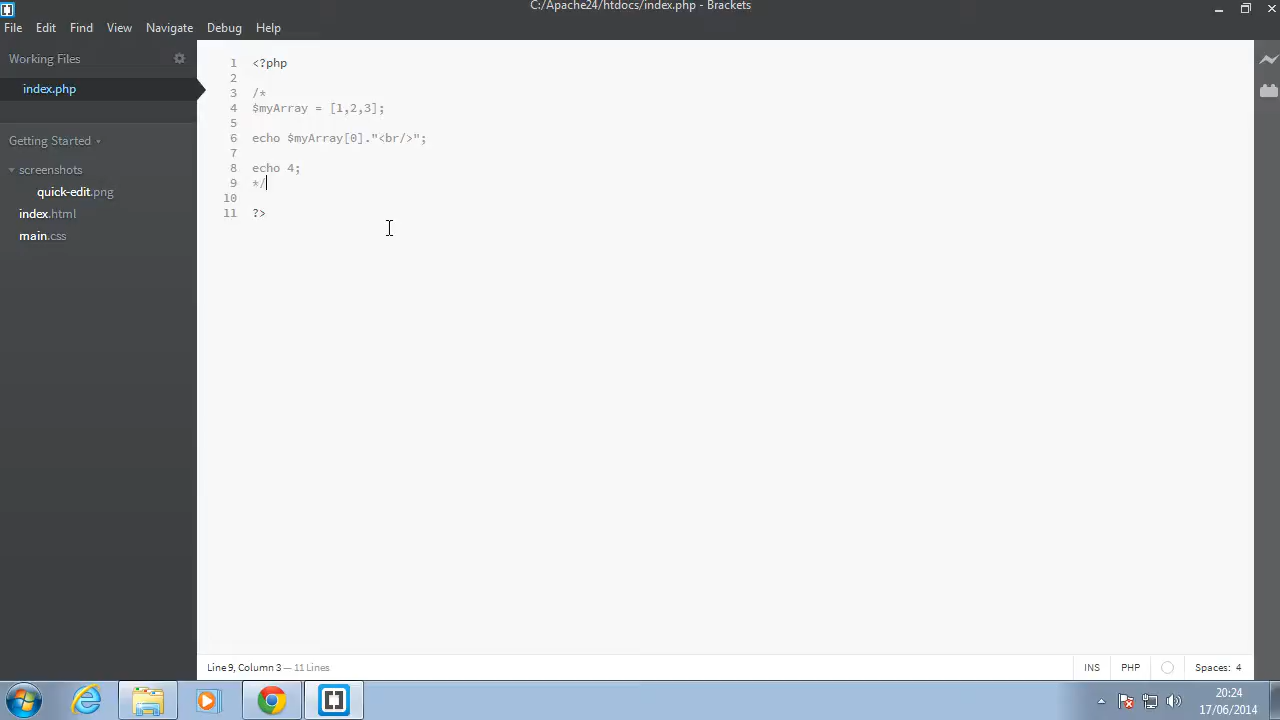 C:/Apache24/htdocs/index.php - Brackets
File Edit Find View Navigate Debug Help
Working Files
index.php
Getting Started
screenshots
quick-edit.png
index.html
main.css
1 <?php
2
3 /*
4 $myArray = [1,2,3];
5
6 echo $myArray[0]."<br/>";
7
8 echo 4;
9 */
10
11 ?>
Line 9, Column 3 — 11 Lines
INS PHP Spaces: 4
20:24
17/06/2014